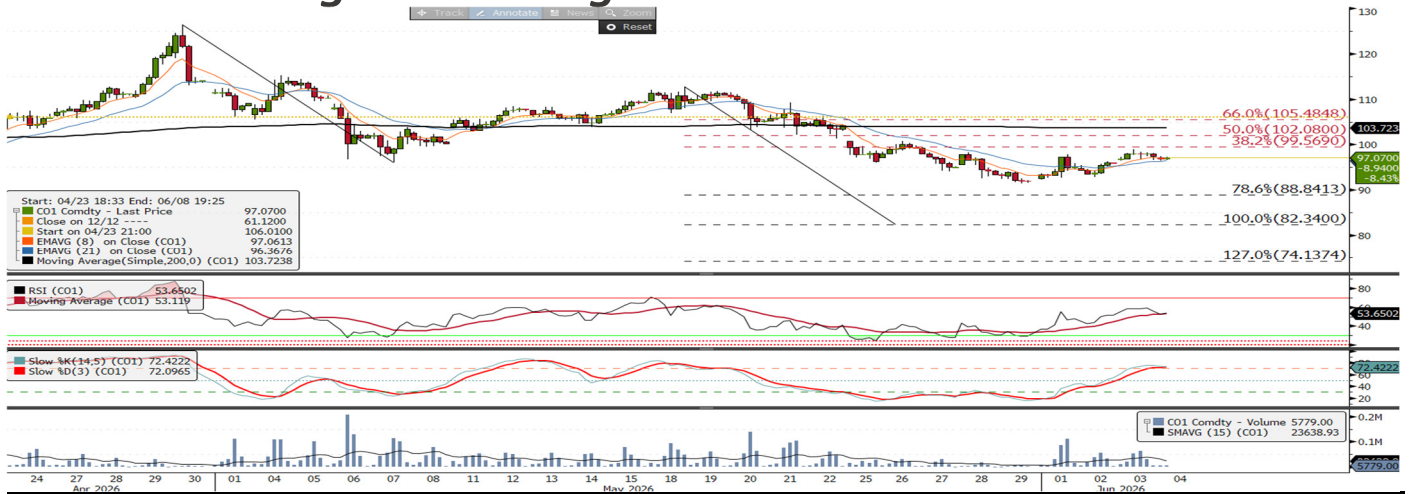 Track Annotate News Zoom
Reset
130
120
110
100
90
80
66.0%(105.4848)
50.0%(102.0800)
38.2%(99.5690)
78.6%(88.8413)
100.0%(82.3400)
127.0%(74.1374)
103.723
97.0700
-8.9400
-8.43%
Start: 04/23 18:33 End: 06/08 19:25
CO1 Comdty - Last Price 97.0700
Close on 12/12 ---- 61.1200
Start on 04/23 21:00 106.0100
EMAVG (8) on Close (CO1) 97.0613
EMAVG (21) on Close (CO1) 96.3676
Moving Average(Simple,200,0) (CO1) 103.7238
RSI (CO1) 53.6502
Moving Average (CO1) 53.119
80
60
53.6502
40
Slow %K(14,5) (CO1) 72.4222
Slow %D(3) (CO1) 72.0965
80
72.4222
60
40
20
CO1 Comdty - Volume 5779.00
SMAVG (15) (CO1) 23638.93
0.2M
0.1M
5779.00
24 27 28 29 30 01 04 05 06 07 08 11 12 13 14 15 18 19 20 21 22 25 26 27 28 29 01 02 03 04
Apr 2026 May 2026 Jun 2026